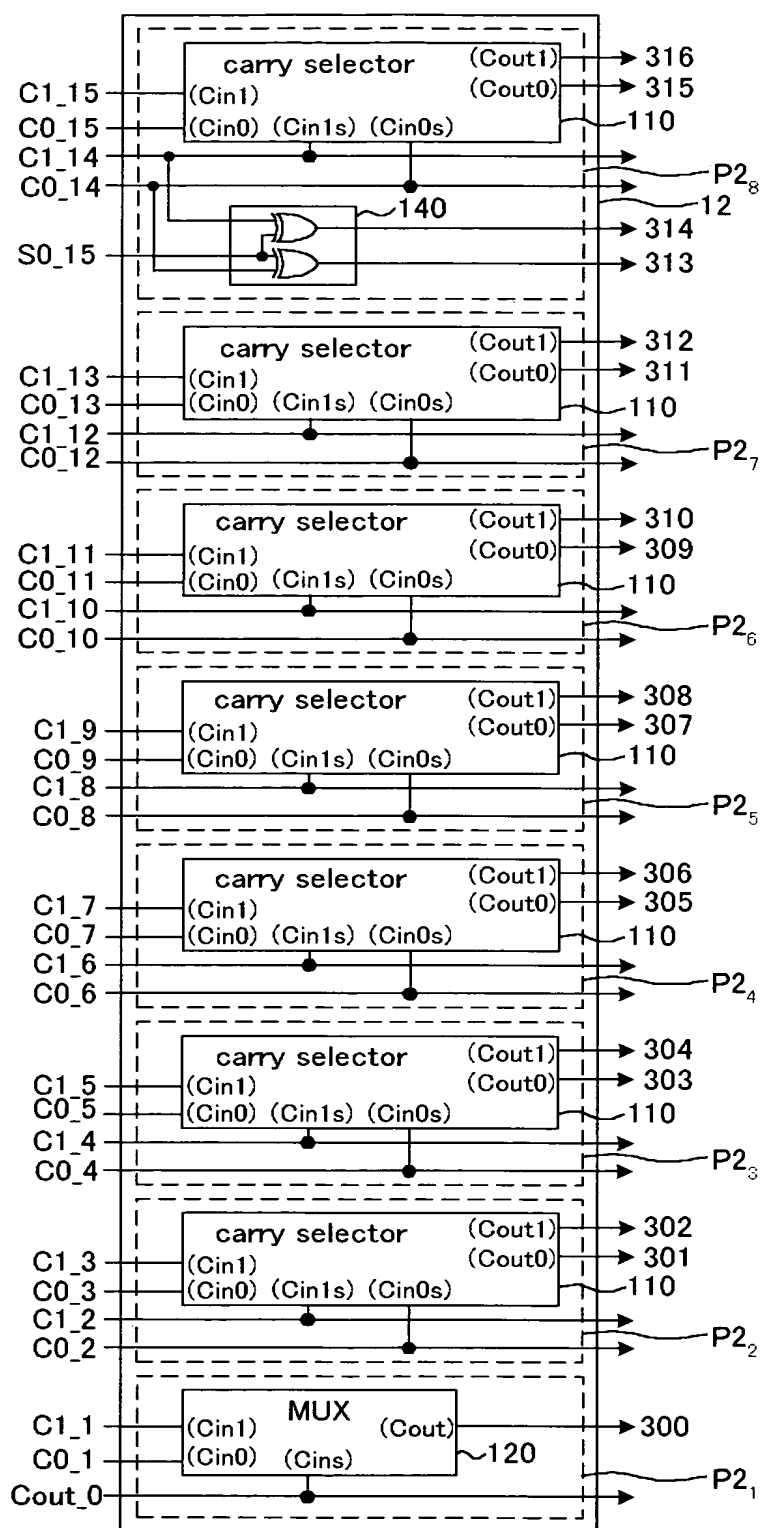 carry selector (Cout1) 316
C1_15 (Cin1) (Cout0) 315
C0_15 (Cin0) (Cin1s) (Cin0s) 110
C1_14
C0_14 P2₈
140 12
314
S0_15 313
carry selector (Cout1) 312
C1_13 (Cin1) (Cout0) 311
C0_13 (Cin0) (Cin1s) (Cin0s) 110
C1_12
C0_12 P2₇
carry selector (Cout1) 310
C1_11 (Cin1) (Cout0) 309
C0_11 (Cin0) (Cin1s) (Cin0s) 110
C1_10
C0_10 P2₆
carry selector (Cout1) 308
C1_9 (Cin1) (Cout0) 307
C0_9 (Cin0) (Cin1s) (Cin0s) 110
C1_8
C0_8 P2₅
carry selector (Cout1) 306
C1_7 (Cin1) (Cout0) 305
C0_7 (Cin0) (Cin1s) (Cin0s) 110
C1_6
C0_6 P2₄
carry selector (Cout1) 304
C1_5 (Cin1) (Cout0) 303
C0_5 (Cin0) (Cin1s) (Cin0s) 110
C1_4
C0_4 P2₃
carry selector (Cout1) 302
C1_3 (Cin1) (Cout0) 301
C0_3 (Cin0) (Cin1s) (Cin0s) 110
C1_2
C0_2 P2₂
MUX
C1_1 (Cin1) (Cout) 300
C0_1 (Cin0) (Cins) 120
Cout_0 P2₁